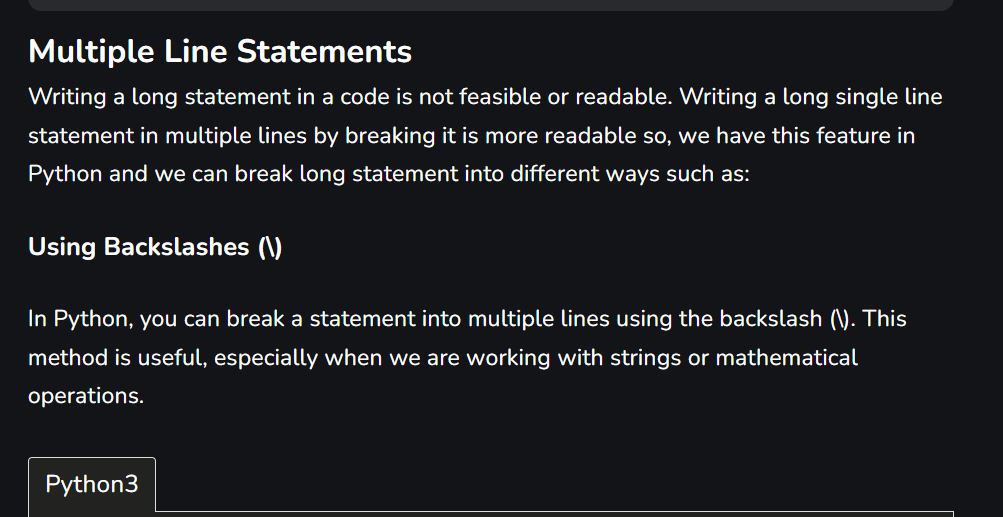 Multiple Line Statements
Writing a long statement in a code is not feasible or readable. Writing a long single line
statement in multiple lines by breaking it is more readable so, we have this feature in
Python and we can break long statement into different ways such as:
Using Backslashes (\)
In Python, you can break a statement into multiple lines using the backslash (\). This
method is useful, especially when we are working with strings or mathematical
operations.
Python3